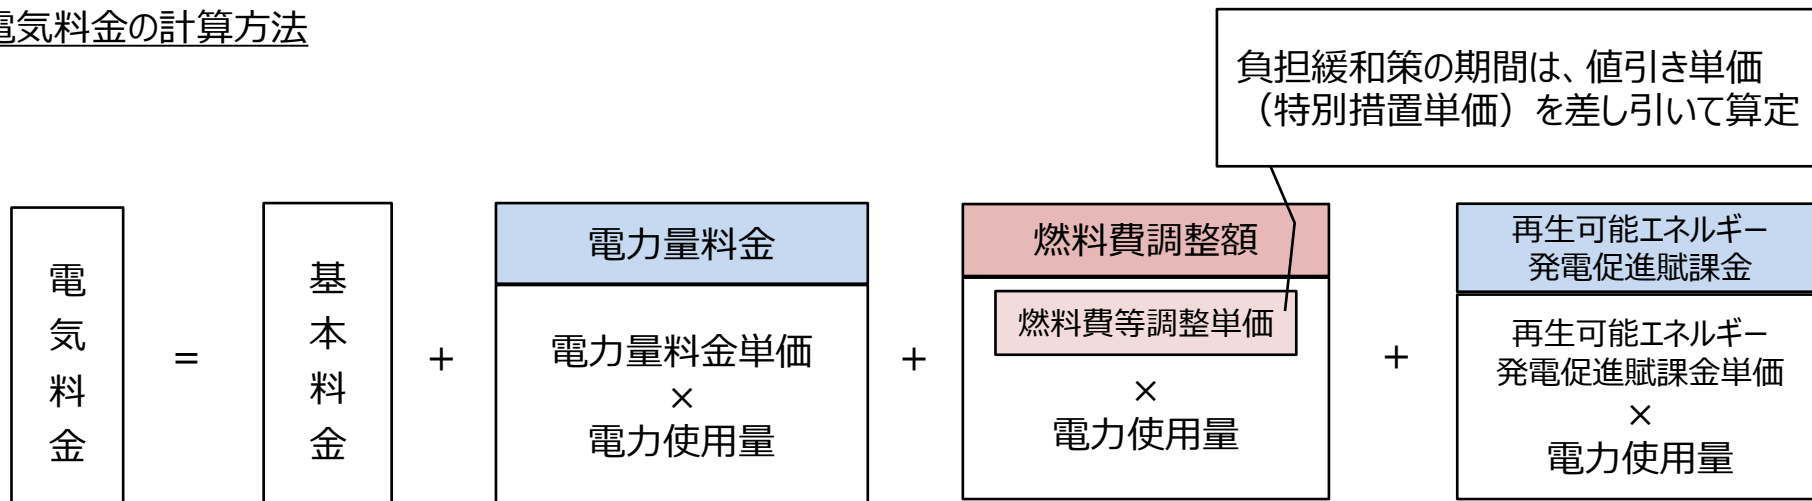 電気料金の計算方法
負担緩和策の期間は、値引き単価
（特別措置単価）を差し引いて算定
電気料金
=
基本料金
+
電力量料金
電力量料金単価
×
電力使用量
+
燃料費調整額
燃料費等調整単価
×
電力使用量
+
再生可能エネルギー
発電促進賦課金
再生可能エネルギー
発電促進賦課金単価
×
電力使用量